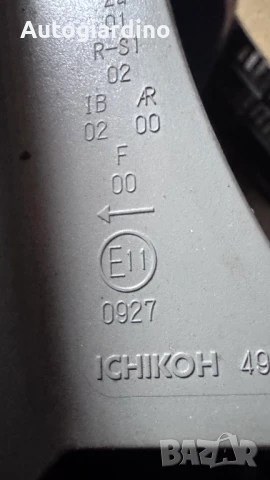 Autogiardino
01
R-S1
02
IB AR
02 00
F
00
←
E11
0927
ICHIKOH 49
BAZAR